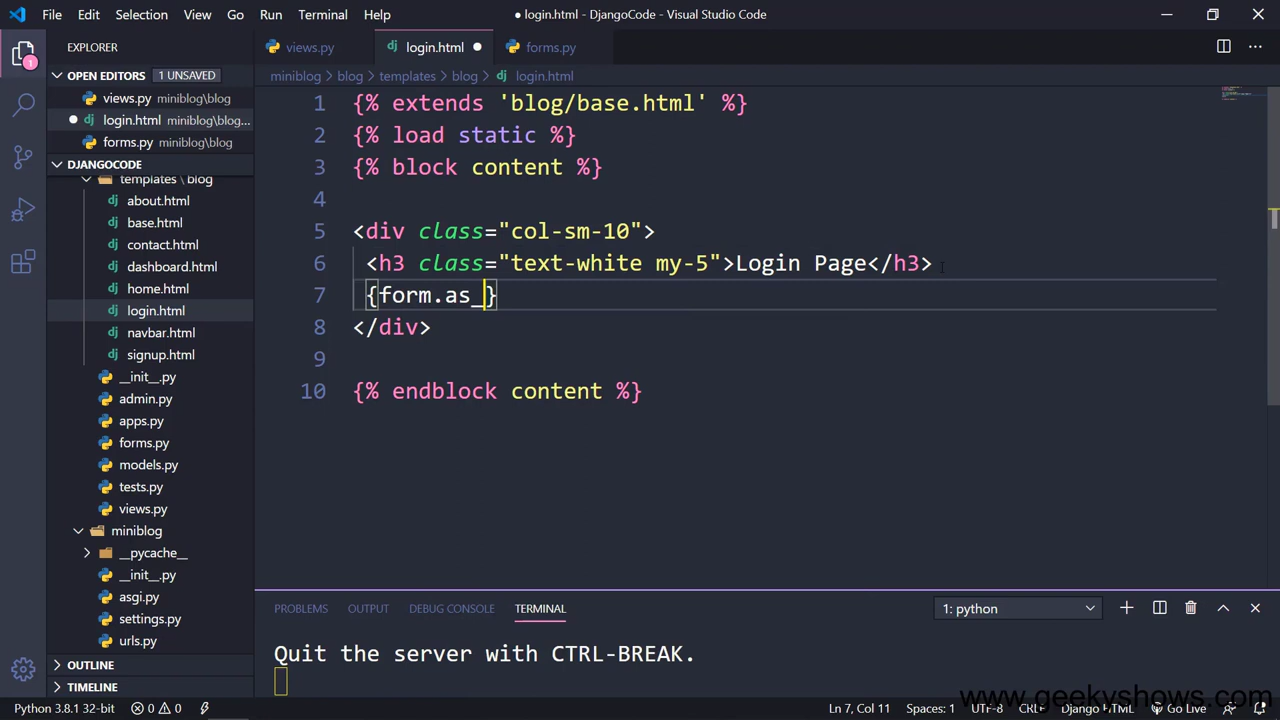 File Edit Selection View Go Run Terminal Help
● login.html - DjangoCode - Visual Studio Code
EXPLORER
views.py
login.html
forms.py
OPEN EDITORS 1 UNSAVED
views.py miniblog\blog
login.html miniblog\blog...
forms.py miniblog\blog
DJANGOCODE
templates \ blog
about.html
base.html
contact.html
dashboard.html
home.html
login.html
navbar.html
signup.html
__init__.py
admin.py
apps.py
forms.py
models.py
tests.py
views.py
miniblog
__pycache__
__init__.py
asgi.py
settings.py
urls.py
OUTLINE
TIMELINE
1
miniblog > blog > templates > blog > login.html
1 {% extends 'blog/base.html' %}
2 {% load static %}
3 {% block content %}
4
5 <div class="col-sm-10">
6 <h3 class="text-white my-5">Login Page</h3>
7 {form.as_}
8 </div>
9
10 {% endblock content %}
PROBLEMS OUTPUT DEBUG CONSOLE TERMINAL
1: python
Quit the server with CTRL-BREAK.
www.geekyshows.com
Python 3.8.1 32-bit 0 0
Ln 7, Col 11 Spaces: 1 UTF-8 CRLF Django HTML Go Live